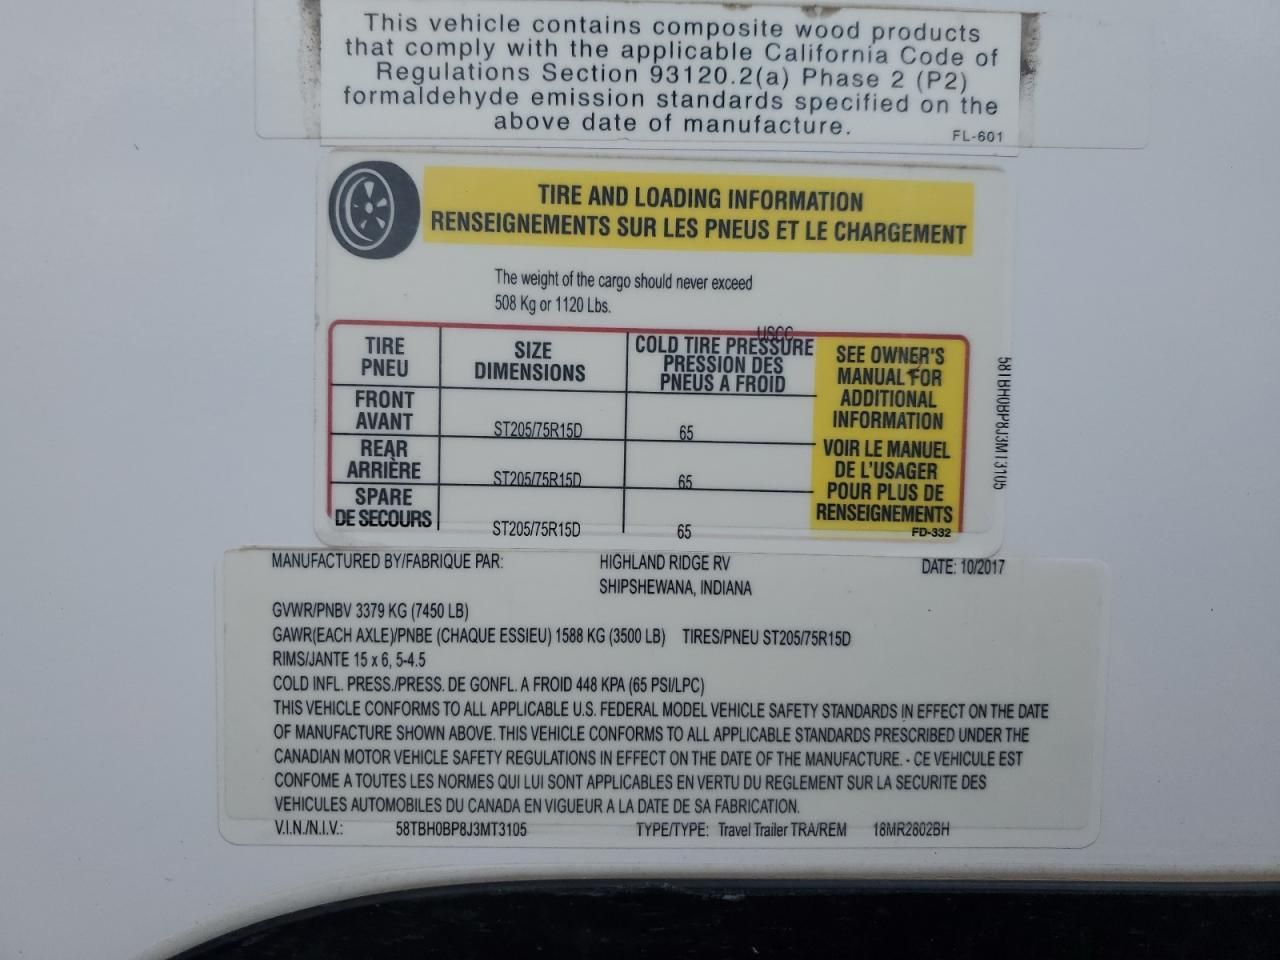 This vehicle contains composite wood products
that comply with the applicable California Code of
Regulations Section 93120.2(a) Phase 2 (P2)
formaldehyde emission standards specified on the
above date of manufacture.
FL-601
TIRE AND LOADING INFORMATION
RENSEIGNEMENTS SUR LES PNEUS ET LE CHARGEMENT
The weight of the cargo should never exceed
508 Kg or 1120 Lbs.
USCC
TIRE
PNEU
SIZE
DIMENSIONS
COLD TIRE PRESSURE
PRESSION DES
PNEUS A FROID
FRONT
AVANT
ST205/75R15D
65
REAR
ARRIÈRE
ST205/75R15D
65
SPARE
DE SECOURS
ST205/75R15D
65
SEE OWNER'S
MANUAL FOR
ADDITIONAL
INFORMATION
VOIR LE MANUEL
DE L'USAGER
POUR PLUS DE
RENSEIGNEMENTS
FD-332
58TBH0BP8J3MT3105
MANUFACTURED BY/FABRIQUE PAR: HIGHLAND RIDGE RV DATE: 10/2017
SHIPSHEWANA, INDIANA
GVWR/PNBV 3379 KG (7450 LB)
GAWR(EACH AXLE)/PNBE (CHAQUE ESSIEU) 1588 KG (3500 LB) TIRES/PNEU ST205/75R15D
RIMS/JANTE 15 x 6, 5-4.5
COLD INFL. PRESS./PRESS. DE GONFL. A FROID 448 KPA (65 PSI/LPC)
THIS VEHICLE CONFORMS TO ALL APPLICABLE U.S. FEDERAL MODEL VEHICLE SAFETY STANDARDS IN EFFECT ON THE DATE
OF MANUFACTURE SHOWN ABOVE. THIS VEHICLE CONFORMS TO ALL APPLICABLE STANDARDS PRESCRIBED UNDER THE
CANADIAN MOTOR VEHICLE SAFETY REGULATIONS IN EFFECT ON THE DATE OF THE MANUFACTURE. - CE VEHICULE EST
CONFOME A TOUTES LES NORMES QUI LUI SONT APPLICABLES EN VERTU DU REGLEMENT SUR LA SECURITE DES
VEHICULES AUTOMOBILES DU CANADA EN VIGUEUR A LA DATE DE SA FABRICATION.
V.I.N./N.I.V.: 58TBH0BP8J3MT3105 TYPE/TYPE: Travel Trailer TRA/REM 18MR2802BH